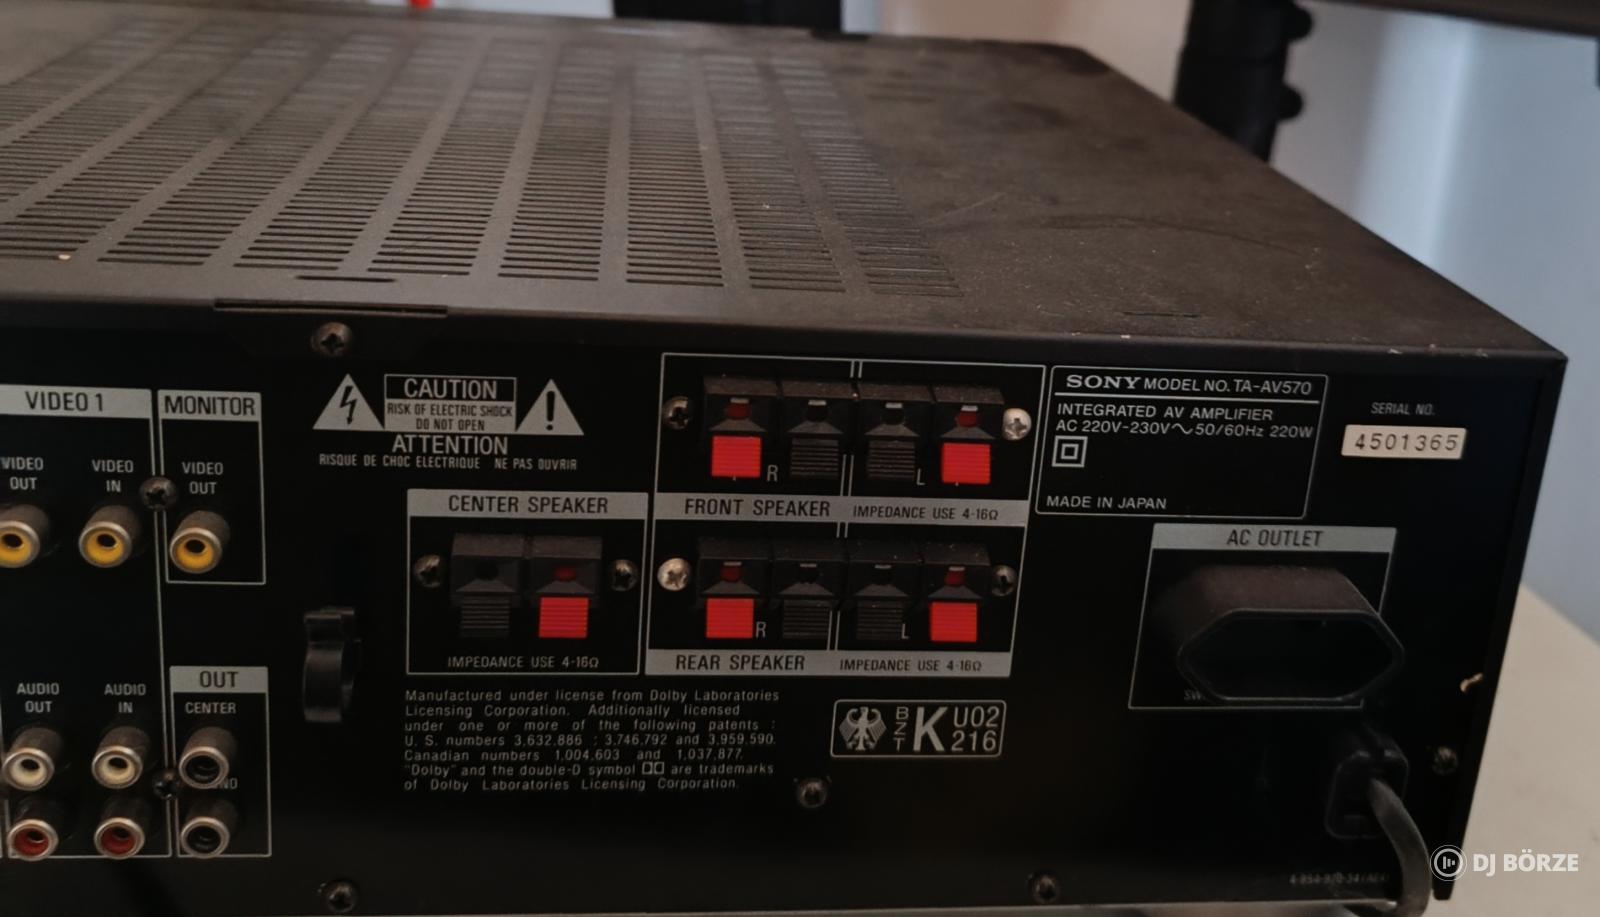 VIDEO 1
MONITOR
VIDEO OUT
VIDEO IN
VIDEO OUT
CAUTION
RISK OF ELECTRIC SHOCK
DO NOT OPEN
ATTENTION
RISQUE DE CHOC ELECTRIQUE NE PAS OUVRIR
CENTER SPEAKER
IMPEDANCE USE 4-16Ω
R
L
FRONT SPEAKER IMPEDANCE USE 4-16Ω
R
L
REAR SPEAKER IMPEDANCE USE 4-16Ω
SONY MODEL NO. TA-AV570
INTEGRATED AV AMPLIFIER
AC 220V-230V～50/60Hz 220W
MADE IN JAPAN
SERIAL NO.
4501365
AC OUTLET
AUDIO OUT
AUDIO IN
OUT
CENTER
Manufactured under license from Dolby Laboratories
Licensing Corporation. Additionally licensed
under one or more of the following patents :
U. S. numbers 3,632,886 ; 3,746,792 and 3,959,590.
Canadian numbers 1,004,603 and 1,037,877.
"Dolby" and the double-D symbol are trademarks
of Dolby Laboratories Licensing Corporation.
BZT K U02 216
DJ BÖRZE